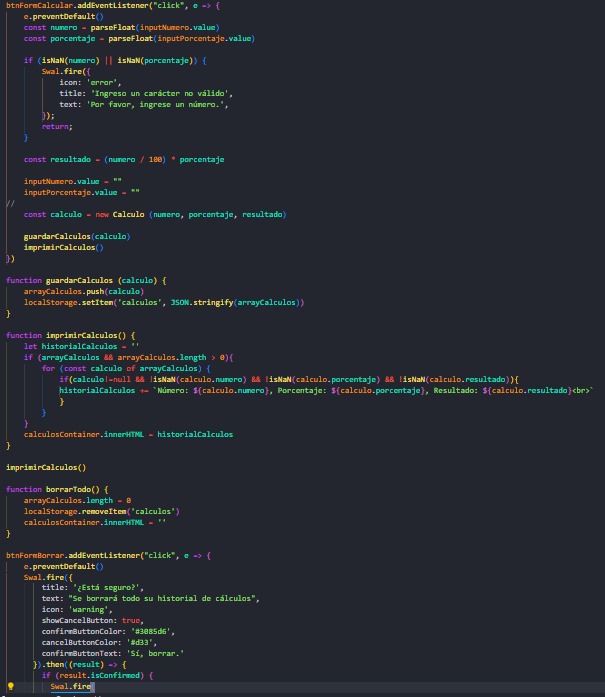 btnFormCalcular.addEventListener("click", e => {
    e.preventDefault()
    const numero = parseFloat(inputNumero.value)
    const porcentaje = parseFloat(inputPorcentaje.value)

    if (isNaN(numero) || isNaN(porcentaje)) {
        Swal.fire({
            icon: 'error',
            title: 'Ingreso un carácter no válido',
            text: 'Por favor, ingrese un número.',
        });
        return;
    }

    const resultado = (numero / 100) * porcentaje

    inputNumero.value = ""
    inputPorcentaje.value = ""
//
    const calculo = new Calculo (numero, porcentaje, resultado)

    guardarCalculos(calculo)
    imprimirCalculos()
})

function guardarCalculos (calculo) {
    arrayCalculos.push(calculo)
    localStorage.setItem('calculos', JSON.stringify(arrayCalculos))
}

function imprimirCalculos() {
    let historialCalculos = ''
    if (arrayCalculos && arrayCalculos.length > 0){
        for (const calculo of arrayCalculos) {
            if(calculo!=null && !isNaN(calculo.numero) && !isNaN(calculo.porcentaje) && !isNaN(calculo.resultado)){
            historialCalculos += `Número: ${calculo.numero}, Porcentaje: ${calculo.porcentaje}, Resultado: ${calculo.resultado}<br>`
            }
        }
    }
    calculosContainer.innerHTML = historialCalculos
}

imprimirCalculos()

function borrarTodo() {
    arrayCalculos.length = 0
    localStorage.removeItem('calculos')
    calculosContainer.innerHTML = ''
}

btnFormBorrar.addEventListener("click", e => {
    e.preventDefault()
    Swal.fire({
        title: '¿Está seguro?',
        text: "Se borrará todo su historial de cálculos",
        icon: 'warning',
        showCancelButton: true,
        confirmButtonColor: '#3085d6',
        cancelButtonColor: '#d33',
        confirmButtonText: 'Sí, borrar.'
      }).then((result) => {
        if (result.isConfirmed) {
          Swal.fire